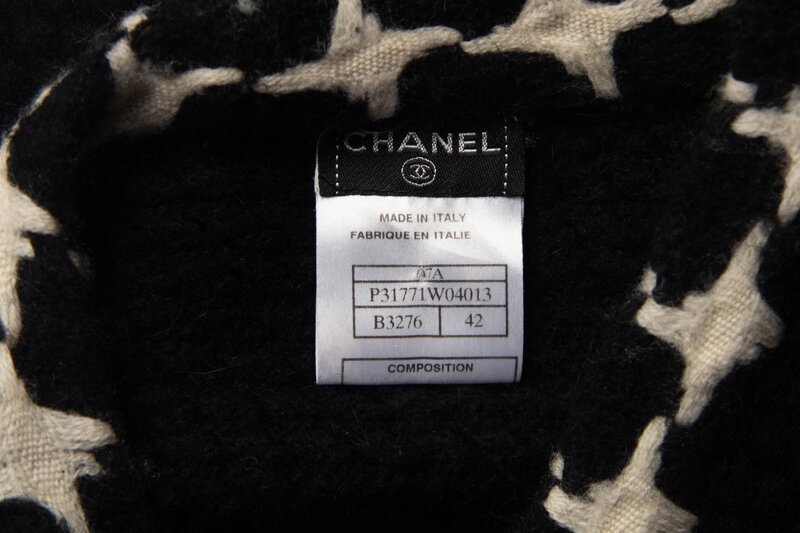 CHANEL
MADE IN ITALY
FABRIQUE EN ITALIE
07A
P31771W04013
B3276 42
COMPOSITION